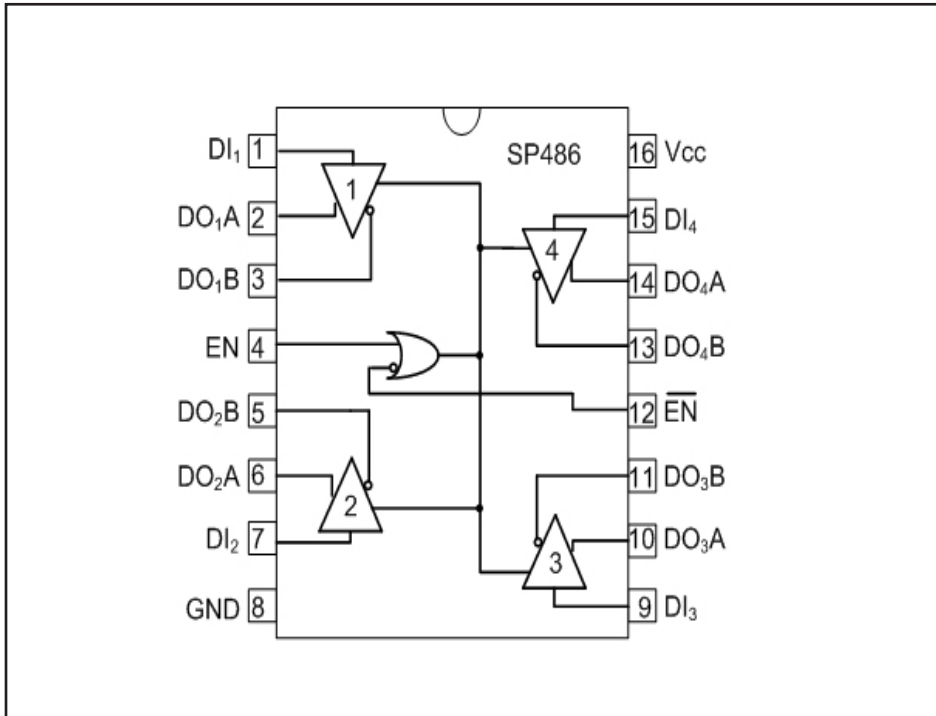 SP486
DI₁ 1
DO₁A 2
DO₁B 3
EN 4
DO₂B 5
DO₂A 6
DI₂ 7
GND 8
16 Vcc
15 DI₄
14 DO₄A
13 DO₄B
12 E̅N̅
11 DO₃B
10 DO₃A
9 DI₃
1
4
2
3